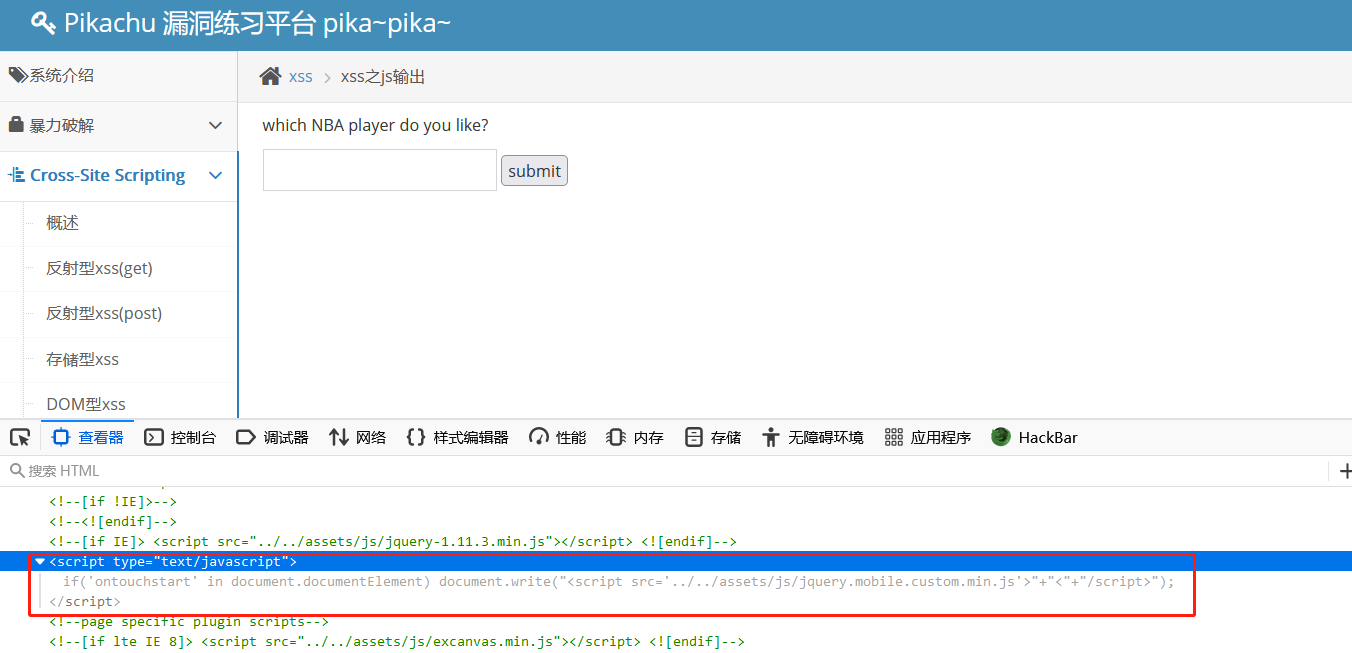 Pikachu 漏洞练习平台 pika~pika~
系统介绍
xss > xss之js输出
暴力破解
which NBA player do you like?
Cross-Site Scripting
submit
概述
反射型xss(get)
反射型xss(post)
存储型xss
DOM型xss
查看器 控制台 调试器 网络 样式编辑器 性能 内存 存储 无障碍环境 应用程序 HackBar
搜索 HTML
<!--[if !IE]>-->
<!--<![endif]-->
<!--[if IE]> <script src="../../assets/js/jquery-1.11.3.min.js"></script> <![endif]-->
<script type="text/javascript">
if('ontouchstart' in document.documentElement) document.write("<script src='../../assets/js/jquery.mobile.custom.min.js'>"+"<"+"/script>");
</script>
<!--page specific plugin scripts-->
<!--[if lte IE 8]> <script src="../../assets/js/excanvas.min.js"></script> <![endif]-->